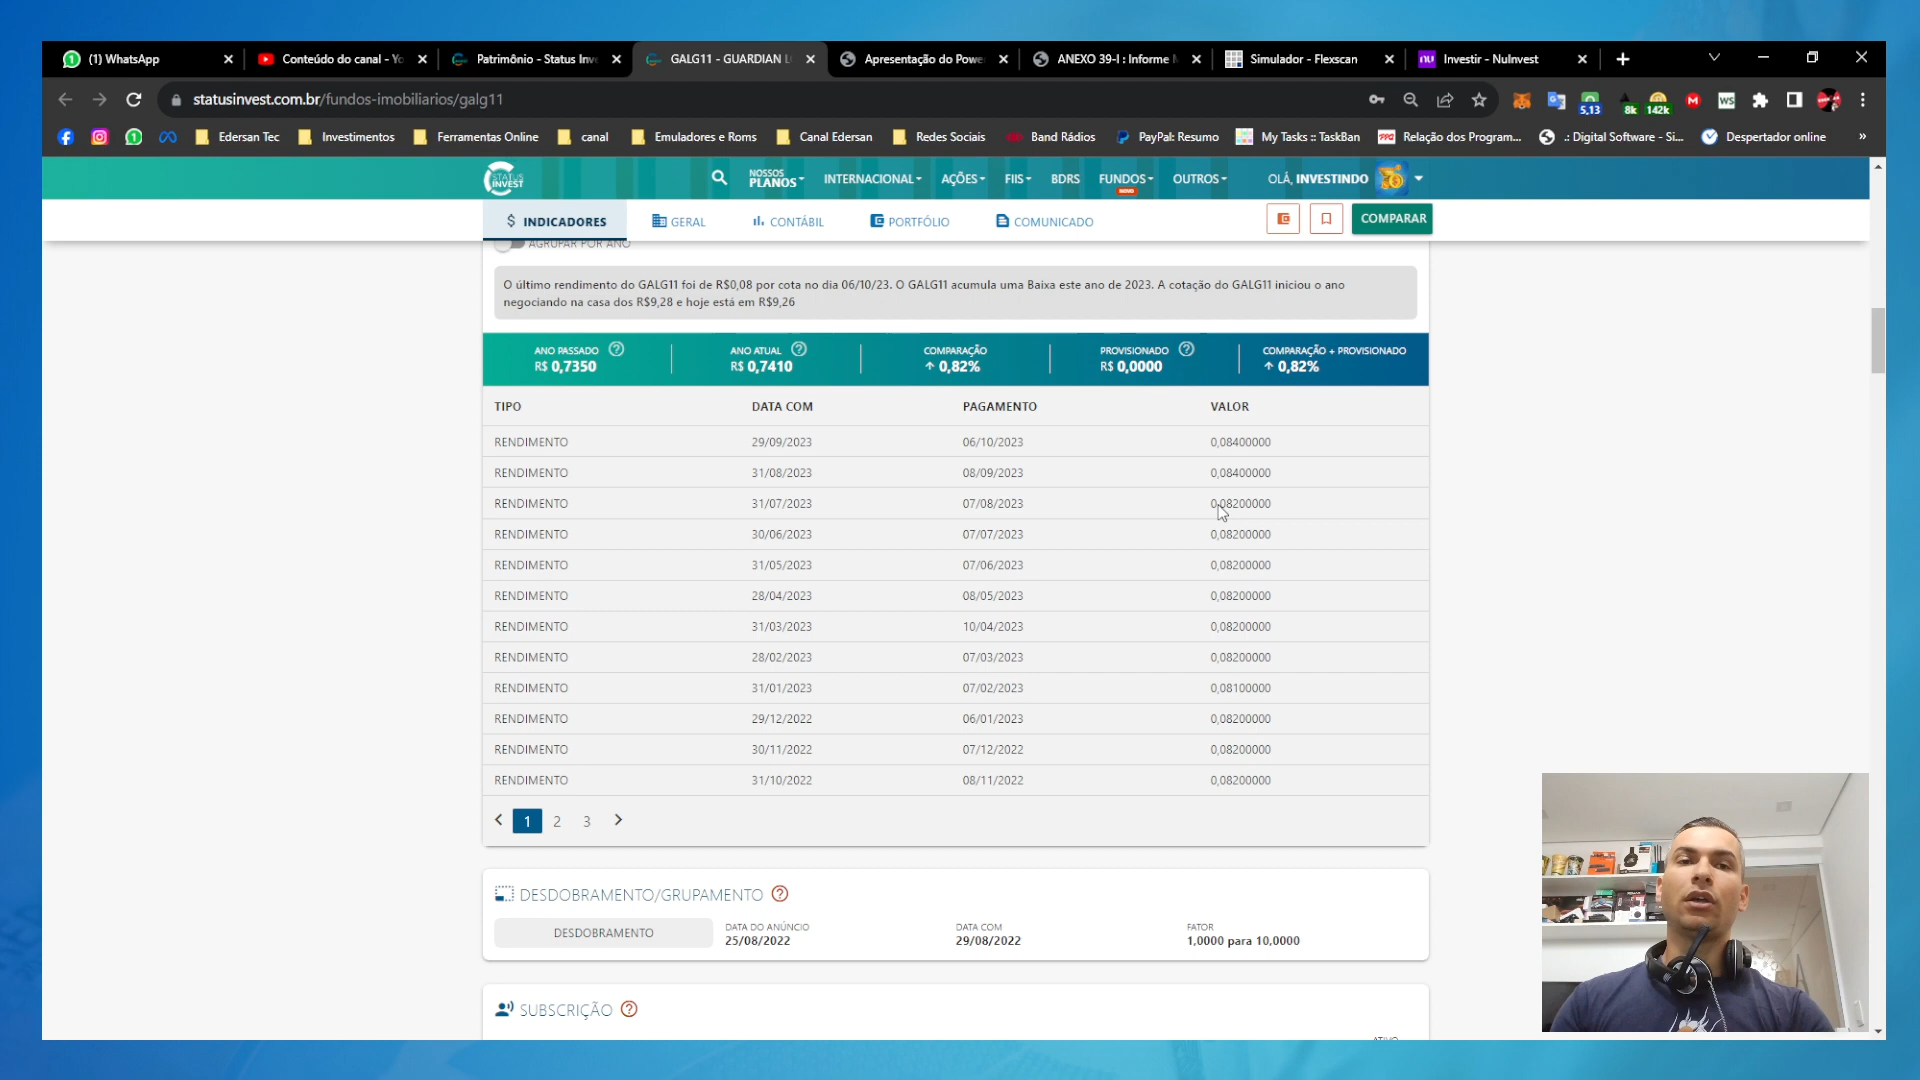 (1) WhatsApp
Conteúdo do canal - Yo
Patrimônio - Status Inve
GALG11 - GUARDIAN L
Apresentação do Powe
ANEXO 39-I : Informe M
Simulador - Flexscan
Investir - NuInvest
statusinvest.com.br/fundos-imobiliarios/galg11
5,13
8k
142k
Edersan Tec
Investimentos
Ferramentas Online
canal
Emuladores e Roms
Canal Edersan
Redes Sociais
Band Rádios
PayPal: Resumo
My Tasks :: TaskBan
Relação dos Program...
.: Digital Software - Si...
Despertador online
»
STATUS
INVEST
NOSSOS
PLANOS
INTERNACIONAL
AÇÕES
FIIS
BDRS
FUNDOS
NOVO
OUTROS
OLÁ, INVESTINDO
$ INDICADORES
GERAL
CONTÁBIL
PORTFÓLIO
COMUNICADO
COMPARAR
AGRUPAR POR ANO
O último rendimento do GALG11 foi de R$0,08 por cota no dia 06/10/23. O GALG11 acumula uma Baixa este ano de 2023. A cotação do GALG11 iniciou o ano
negociando na casa dos R$9,28 e hoje está em R$9,26
ANO PASSADO
R$ 0,7350
ANO ATUAL
R$ 0,7410
COMPARAÇÃO
↑ 0,82%
PROVISIONADO
R$ 0,0000
COMPARAÇÃO + PROVISIONADO
↑ 0,82%
TIPO DATA COM PAGAMENTO VALOR
RENDIMENTO 29/09/2023 06/10/2023 0,08400000
RENDIMENTO 31/08/2023 08/09/2023 0,08400000
RENDIMENTO 31/07/2023 07/08/2023 0,08200000
RENDIMENTO 30/06/2023 07/07/2023 0,08200000
RENDIMENTO 31/05/2023 07/06/2023 0,08200000
RENDIMENTO 28/04/2023 08/05/2023 0,08200000
RENDIMENTO 31/03/2023 10/04/2023 0,08200000
RENDIMENTO 28/02/2023 07/03/2023 0,08200000
RENDIMENTO 31/01/2023 07/02/2023 0,08100000
RENDIMENTO 29/12/2022 06/01/2023 0,08200000
RENDIMENTO 30/11/2022 07/12/2022 0,08200000
RENDIMENTO 31/10/2022 08/11/2022 0,08200000
1 2 3
DESDOBRAMENTO/GRUPAMENTO
DESDOBRAMENTO
DATA DO ANÚNCIO
25/08/2022
DATA COM
29/08/2022
FATOR
1,0000 para 10,0000
SUBSCRIÇÃO